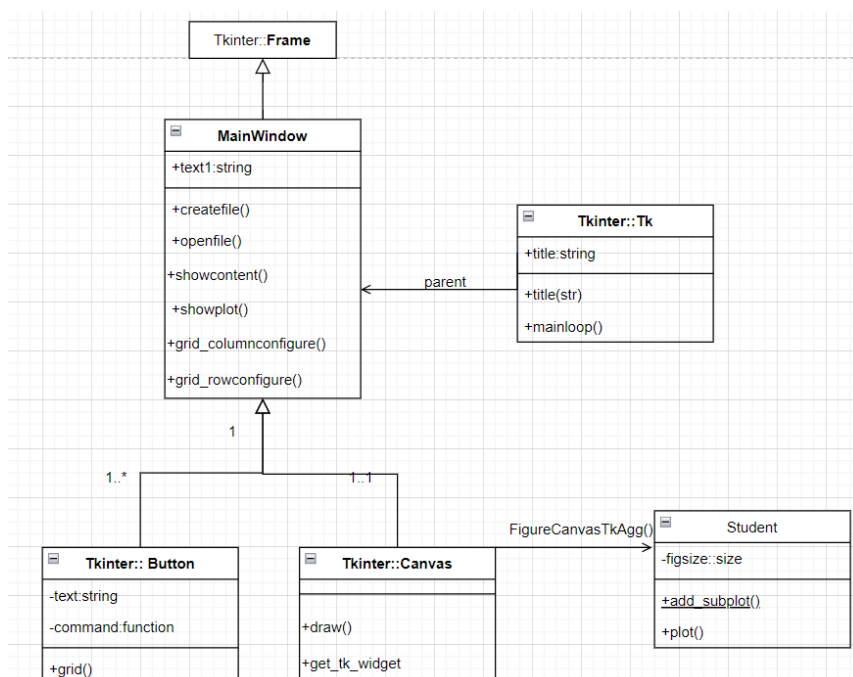 Tkinter::Frame
MainWindow
+text1:string
+createfile()
+openfile()
+showcontent()
+showplot()
+grid_columnconfigure()
+grid_rowconfigure()
parent
Tkinter::Tk
+title:string
+title(str)
+mainloop()
1
1..*
1..1
Tkinter:: Button
-text:string
-command:function
+grid()
Tkinter::Canvas
+draw()
+get_tk_widget
FigureCanvasTkAgg()
Student
-figsize::size
+add_subplot()
+plot()